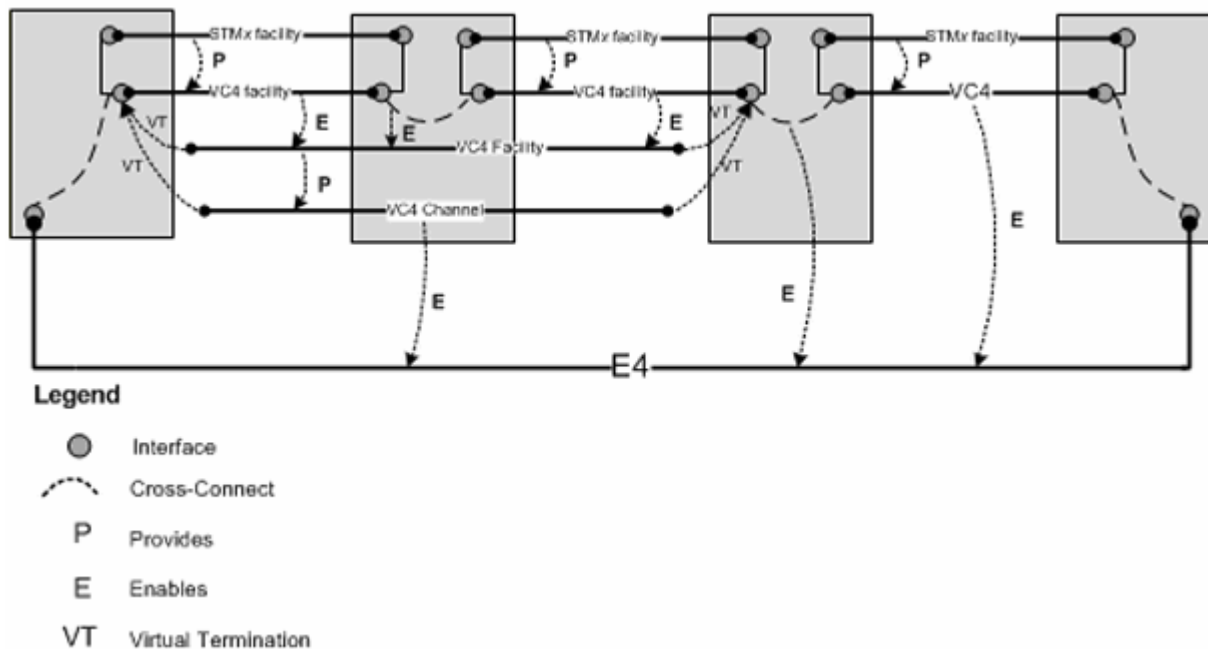 STMx facility STMx facility STMx facility
P P P
VC4 facility VC4 facility VC4
VT E E E VT
VC4 Facility
VT P VT
VC4 Channel
E E E
E4
Legend
Interface
Cross-Connect
P Provides
E Enables
VT Virtual Termination